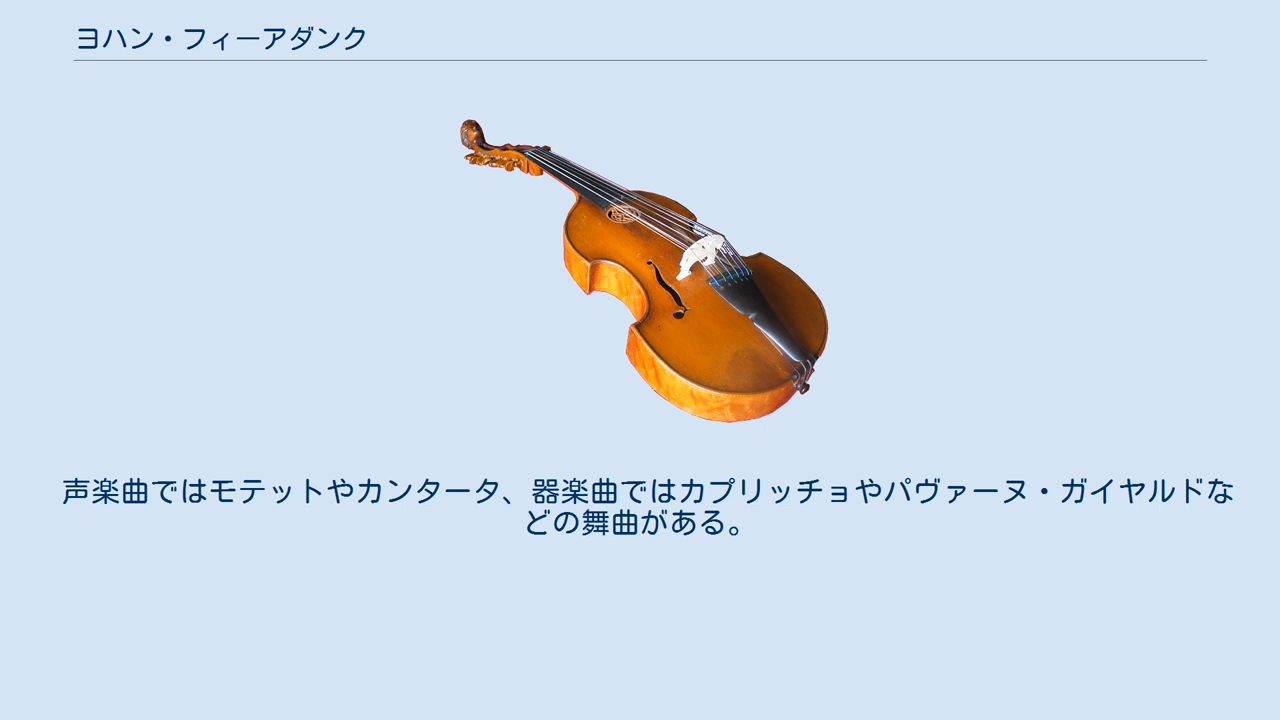 ヨハン・フィーアダンク
声楽曲ではモテットやカンタータ、器楽曲ではカプリッチョやパヴァーヌ・ガイヤルドな
どの舞曲がある。